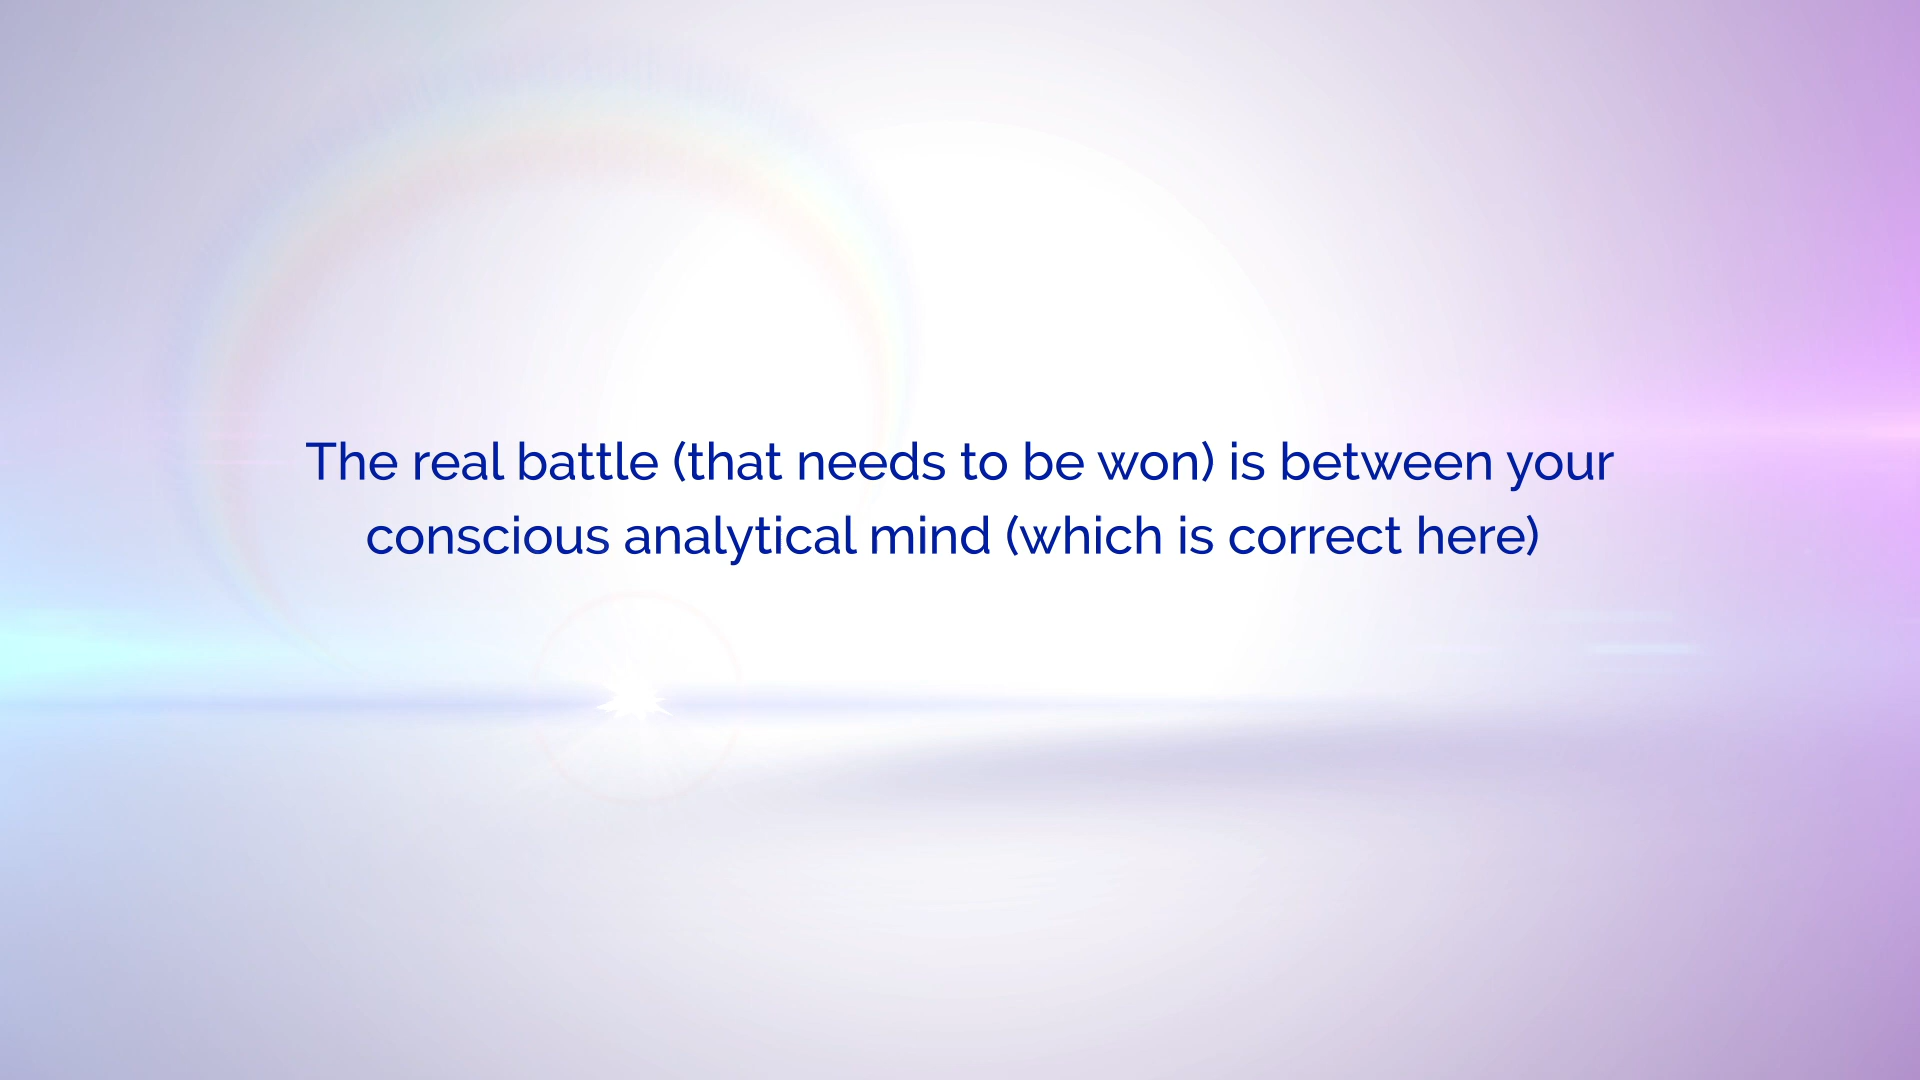 The real battle (that needs to be won) is between your
conscious analytical mind (which is correct here)